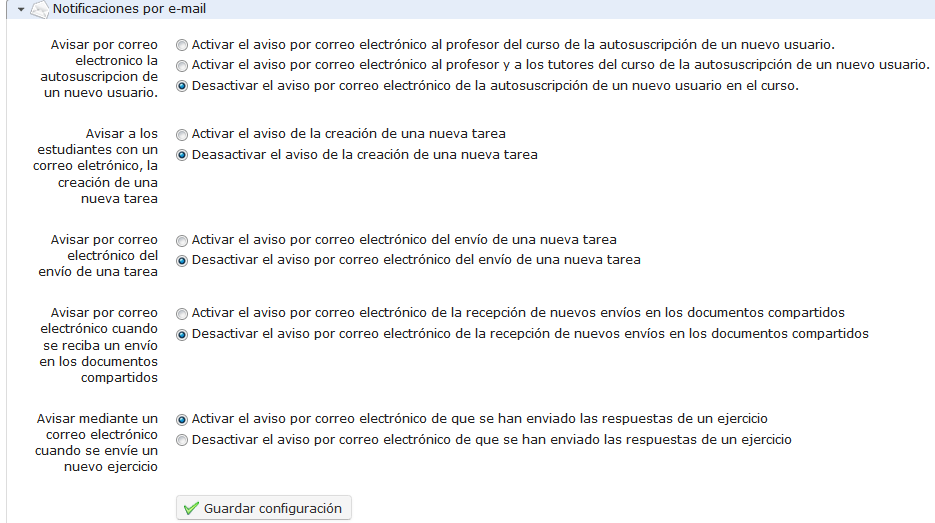 Notificaciones por e-mail
Avisar por correo
electronico la
autosuscripcion de
un nuevo usuario.
Activar el aviso por correo electrónico al profesor del curso de la autosuscripción de un nuevo usuario.
Activar el aviso por correo electrónico al profesor y a los tutores del curso de la autosuscripción de un nuevo usuario.
Desactivar el aviso por correo electrónico de la autosuscripción de un nuevo usuario en el curso.
Avisar a los
estudiantes con un
correo eletrónico, la
creación de una
nueva tarea
Activar el aviso de la creación de una nueva tarea
Deasactivar el aviso de la creación de una nueva tarea
Avisar por correo
electrónico del
envío de una tarea
Activar el aviso por correo electrónico del envío de una nueva tarea
Desactivar el aviso por correo electrónico del envío de una nueva tarea
Avisar por correo
electrónico cuando
se reciba un envío
en los documentos
compartidos
Activar el aviso por correo electrónico de la recepción de nuevos envíos en los documentos compartidos
Desactivar el aviso por correo electrónico de la recepción de nuevos envíos en los documentos compartidos
Avisar mediante un
correo electrónico
cuando se envíe un
nuevo ejercicio
Activar el aviso por correo electrónico de que se han enviado las respuestas de un ejercicio
Desactivar el aviso por correo electrónico de que se han enviado las respuestas de un ejercicio
Guardar configuración